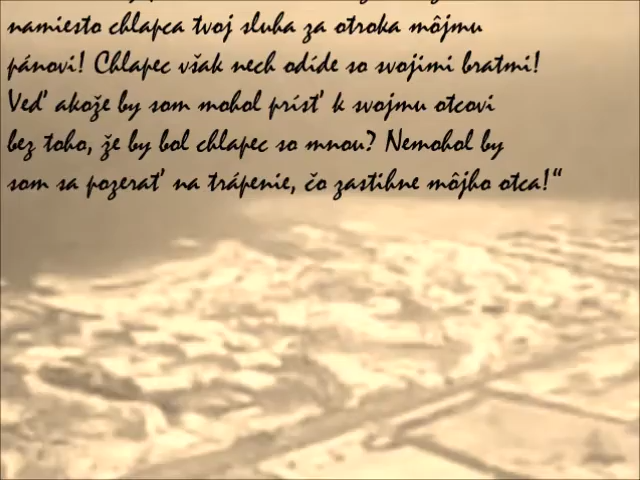 namiesto chlapca tvoj sluha za otroka môjmu
pánovi! Chlapec však nech odíde so svojimi bratmi!
Veď akože by som mohol prísť k svojmu otcovi
bez toho, že by bol chlapec so mnou? Nemohol by
som sa pozerať na trápenie, čo zastihne môjho otca!“